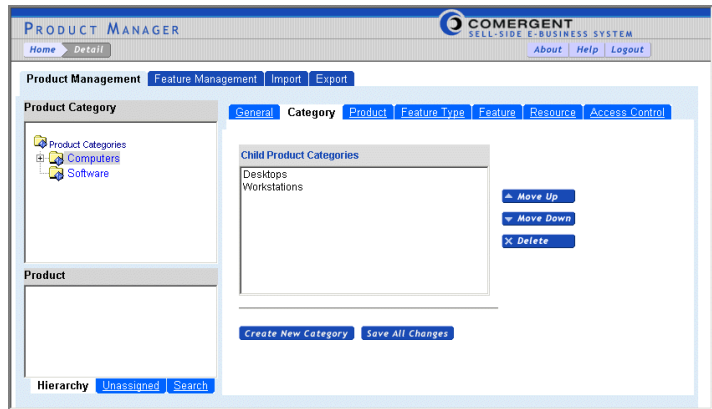 PRODUCT MANAGER
COMERGENT
SELL-SIDE E-BUSINESS SYSTEM
Home Detail
About Help Logout
Product Management Feature Management Import Export
Product Category
General Category Product Feature Type Feature Resource Access Control
Product Categories
Computers
Software
Child Product Categories
Desktops
Workstations
Move Up
Move Down
Delete
Product
Create New Category Save All Changes
Hierarchy Unassigned Search